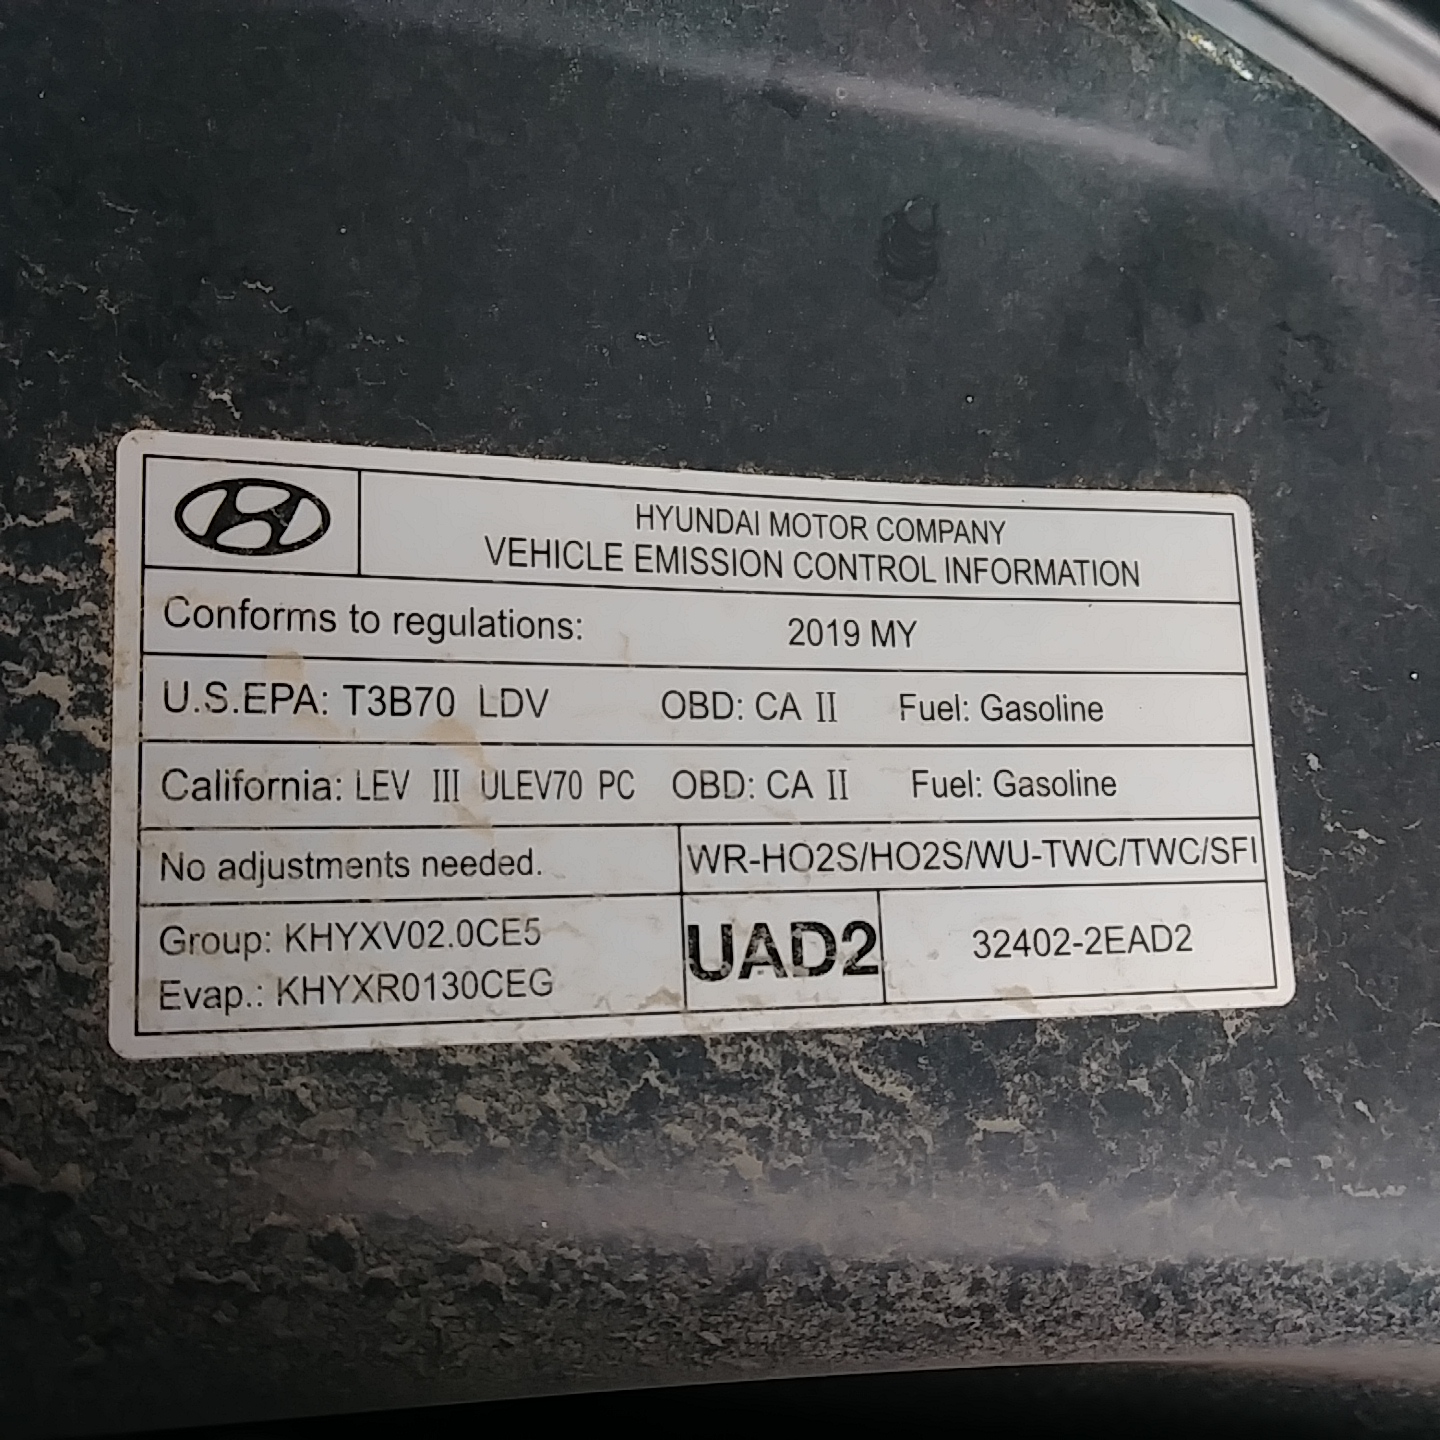 HYUNDAI MOTOR COMPANY
VEHICLE EMISSION CONTROL INFORMATION
Conforms to regulations: 2019 MY
U.S.EPA: T3B70 LDV OBD: CA II Fuel: Gasoline
California: LEV III ULEV70 PC OBD: CA II Fuel: Gasoline
No adjustments needed. WR-HO2S/HO2S/WU-TWC/TWC/SFI
Group: KHYXV02.0CE5
Evap.: KHYXR0130CEG
UAD2 32402-2EAD2